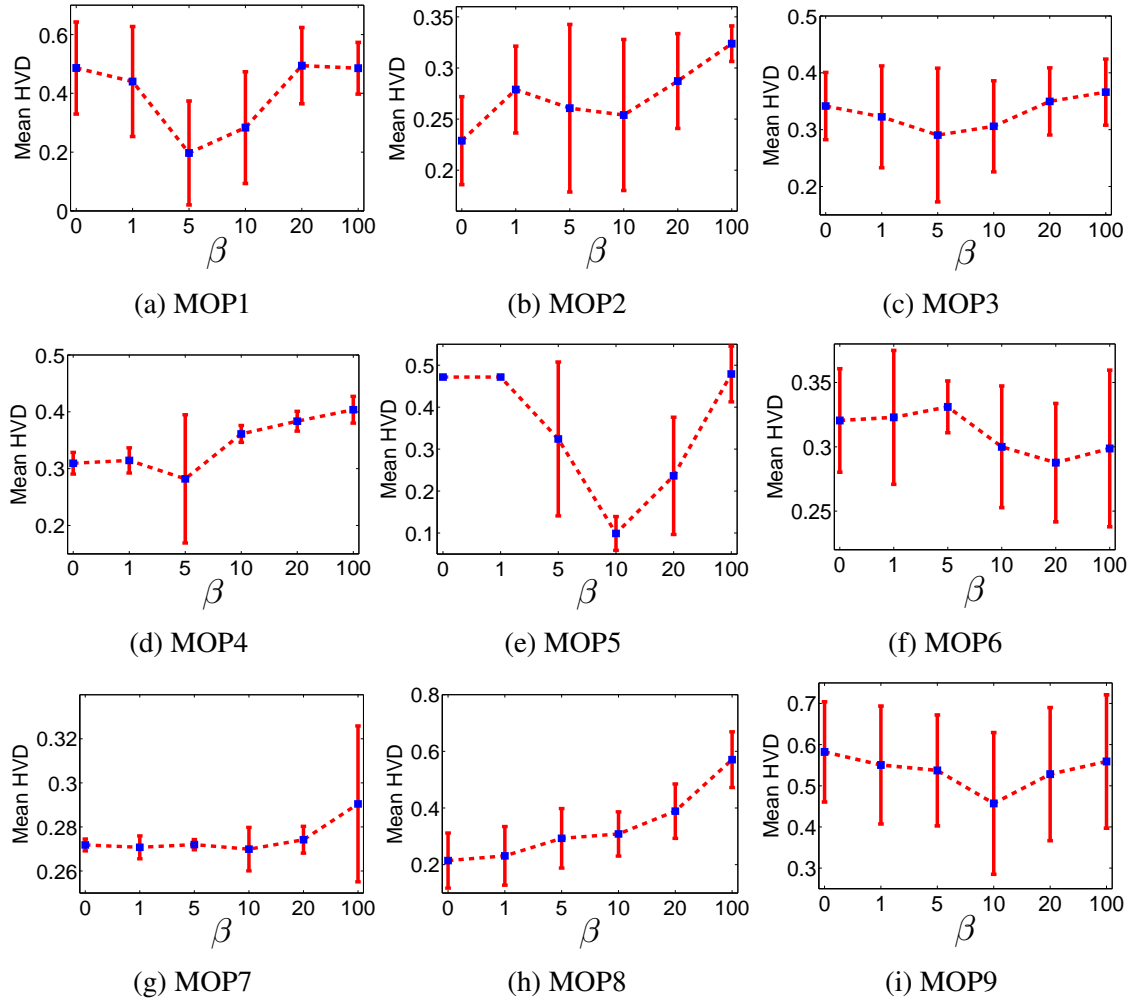 Mean HVD
0.6
0.4
0.2
0
0 1 5 10 20 100
β
(a) MOP1
Mean HVD
0.35
0.3
0.25
0.2
0 1 5 10 20 100
β
(b) MOP2
Mean HVD
0.5
0.4
0.3
0.2
0 1 5 10 20 100
β
(c) MOP3
Mean HVD
0.5
0.4
0.3
0.2
0 1 5 10 20 100
β
(d) MOP4
Mean HVD
0.5
0.4
0.3
0.2
0.1
0 1 5 10 20 100
β
(e) MOP5
Mean HVD
0.35
0.3
0.25
0 1 5 10 20 100
β
(f) MOP6
Mean HVD
0.32
0.3
0.28
0.26
0 1 5 10 20 100
β
(g) MOP7
Mean HVD
0.8
0.6
0.4
0.2
0 1 5 10 20 100
β
(h) MOP8
Mean HVD
0.7
0.6
0.5
0.4
0.3
0 1 5 10 20 100
β
(i) MOP9